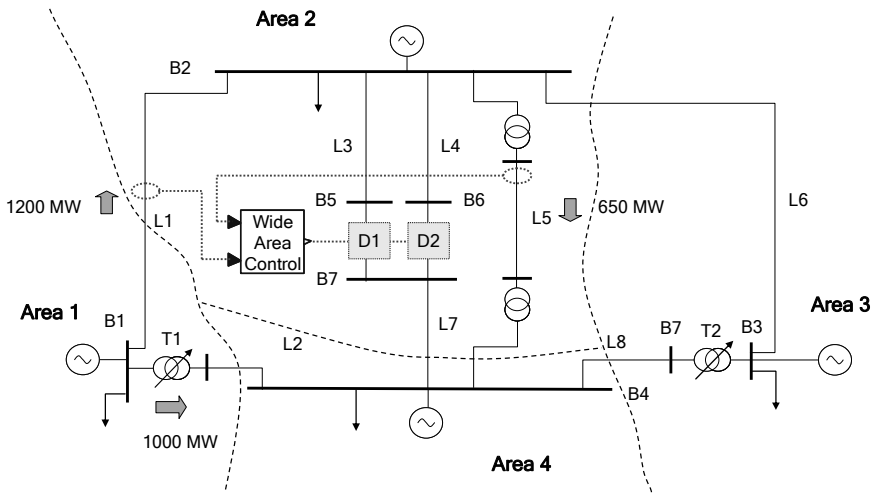 Area 2
B2
L3
L4
L6
1200 MW
L1
B5
B6
L5
650 MW
Wide
Area
Control
D1
D2
B7
Area 1
Area 3
B1
T1
L2
L7
L8
B7
T2
B3
B4
1000 MW
Area 4